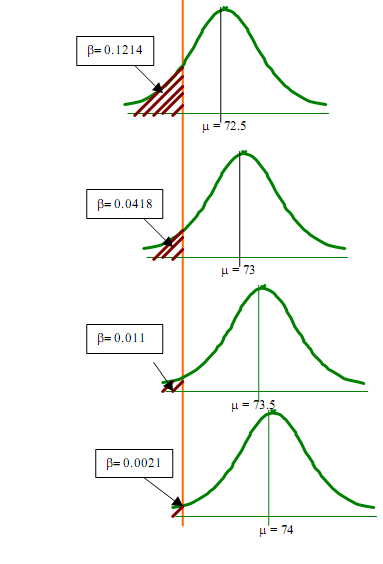 β= 0.1214
μ = 72.5
β= 0.0418
μ = 73
β= 0.011
μ = 73.5
β= 0.0021
μ = 74